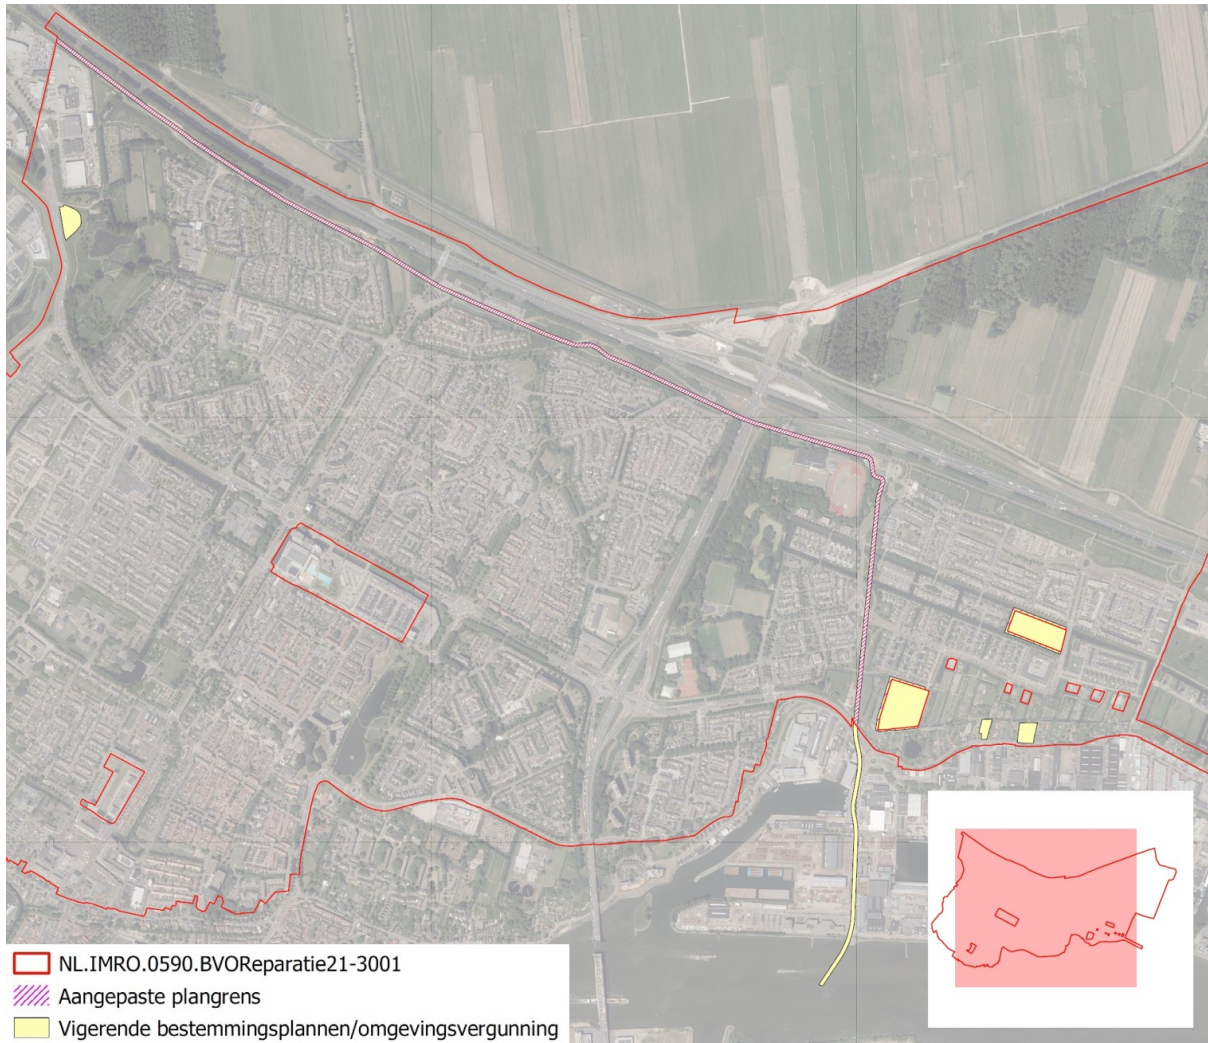 NL.IMRO.0590.BVOReparatie21-3001
Aangepaste plangrens
Vigerende bestemmingsplannen/omgevingsvergunning